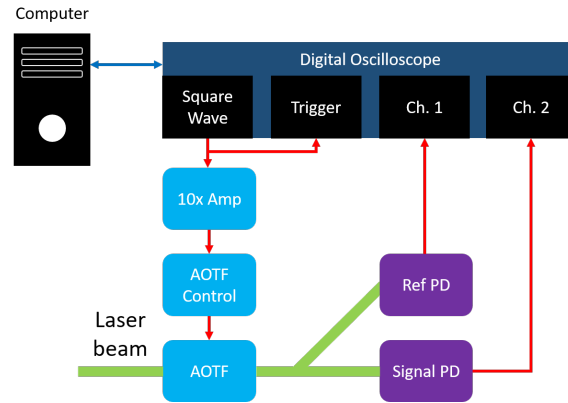 Computer
Digital Oscilloscope
Square
Wave
Trigger
Ch. 1
Ch. 2
10x Amp
AOTF
Control
Ref PD
Laser
beam
AOTF
Signal PD